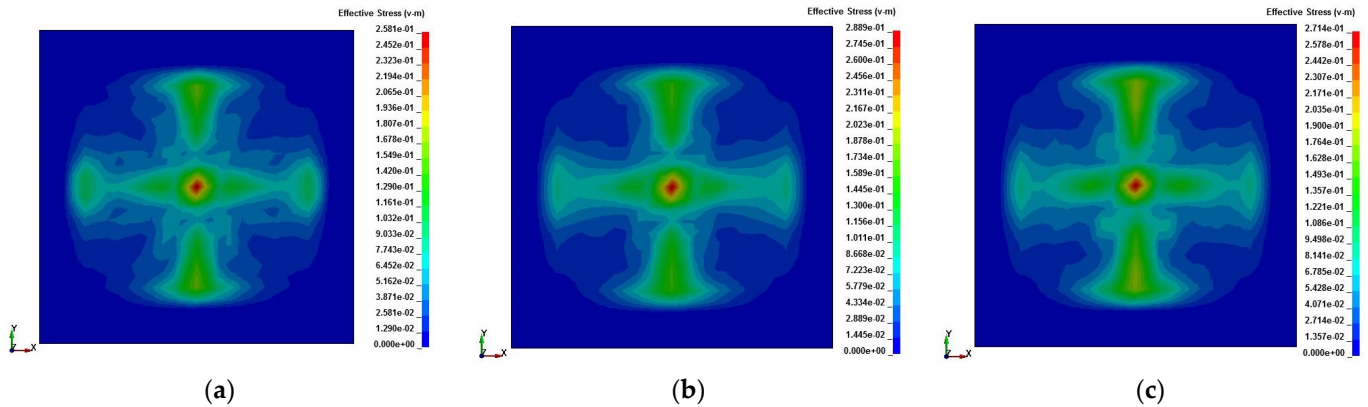 Effective Stress (v-m)
2.581e-01
2.452e-01
2.323e-01
2.194e-01
2.065e-01
1.936e-01
1.807e-01
1.678e-01
1.549e-01
1.420e-01
1.290e-01
1.161e-01
1.032e-01
9.033e-02
7.743e-02
6.452e-02
5.162e-02
3.871e-02
2.581e-02
1.290e-02
0.000e+00
Y
Z X
(a)
Effective Stress (v-m)
2.889e-01
2.745e-01
2.600e-01
2.456e-01
2.311e-01
2.167e-01
2.023e-01
1.878e-01
1.734e-01
1.589e-01
1.445e-01
1.300e-01
1.156e-01
1.011e-01
8.668e-02
7.223e-02
5.779e-02
4.334e-02
2.889e-02
1.445e-02
0.000e+00
Y
Z X
(b)
Effective Stress (v-m)
2.714e-01
2.578e-01
2.442e-01
2.307e-01
2.171e-01
2.035e-01
1.900e-01
1.764e-01
1.628e-01
1.493e-01
1.357e-01
1.221e-01
1.086e-01
9.498e-02
8.141e-02
6.785e-02
5.428e-02
4.071e-02
2.714e-02
1.357e-02
0.000e+00
Y
Z X
(c)